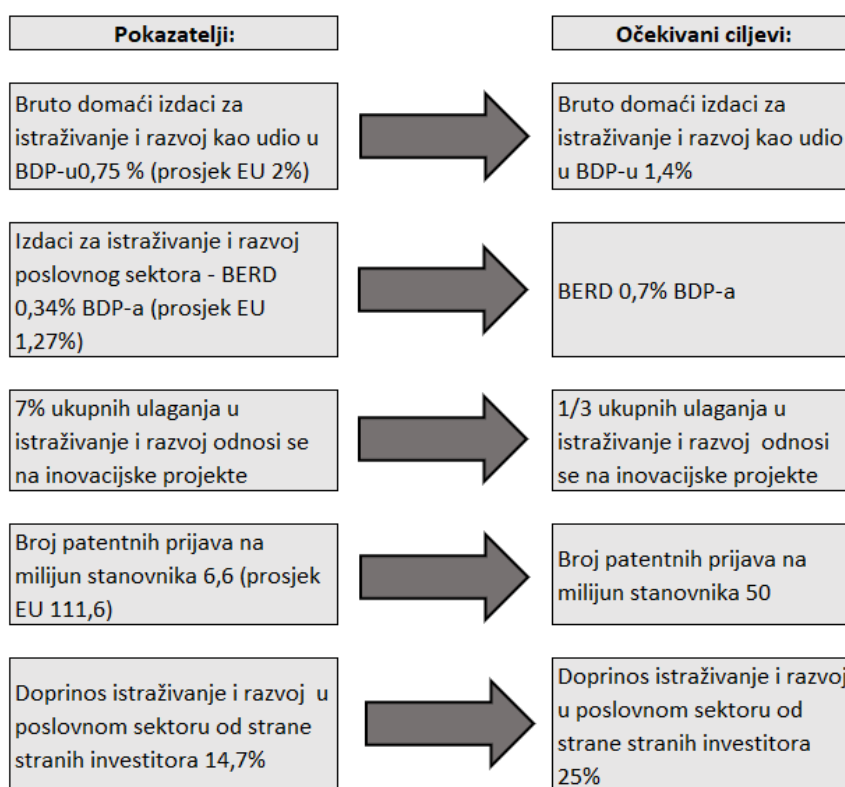 Pokazatelji:
Očekivani ciljevi:
Bruto domaći izdaci za
istraživanje i razvoj kao udio u
BDP-u0,75 % (prosjek EU 2%)
Bruto domaći izdaci za
istraživanje i razvoj kao udio
u BDP-u 1,4%
Izdaci za istraživanje i razvoj
poslovnog sektora - BERD
0,34% BDP-a (prosjek EU
1,27%)
BERD 0,7% BDP-a
7% ukupnih ulaganja u
istraživanje i razvoj odnosi se
na inovacijske projekte
1/3 ukupnih ulaganja u
istraživanje i razvoj  odnosi
se na inovacijske projekte
Broj patentnih prijava na
milijun stanovnika 6,6 (prosjek
EU 111,6)
Broj patentnih prijava na
milijun stanovnika 50
Doprinos istraživanje i razvoj  u
poslovnom sektoru od strane
stranih investitora 14,7%
Doprinos istraživanje i razvoj
u poslovnom sektoru od
strane stranih investitora
25%